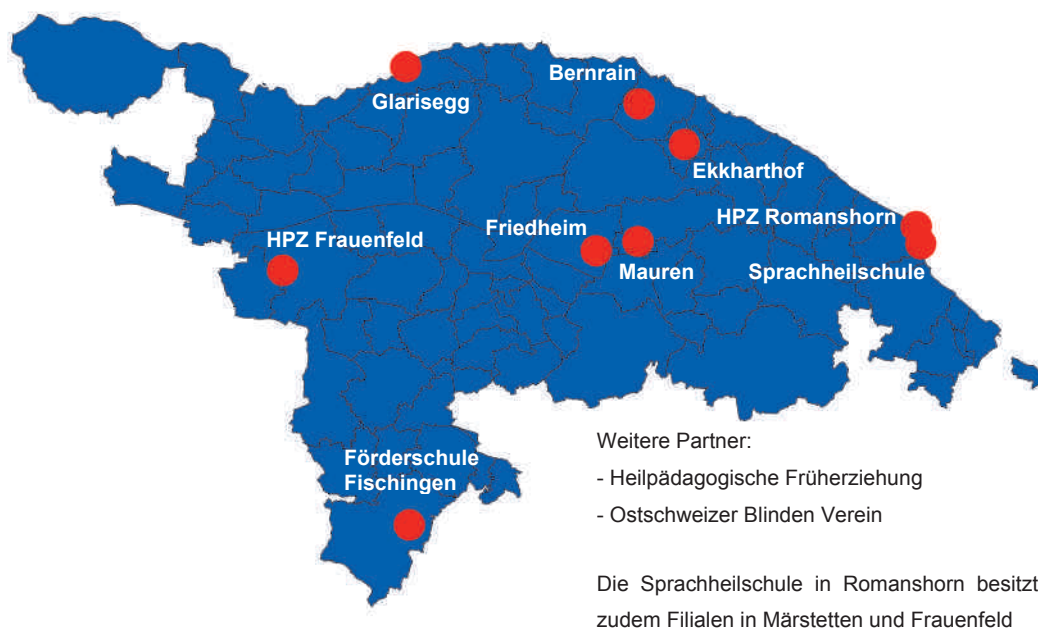 Bernrain
Glarisegg
Ekkharthof
HPZ Romanshorn
Friedheim
HPZ Frauenfeld
Mauren
Sprachheilschule
Förderschule
Fischingen
Weitere Partner:
- Heilpädagogische Früherziehung
- Ostschweizer Blinden Verein
Die Sprachheilschule in Romanshorn besitzt
zudem Filialen in Märstetten und Frauenfeld